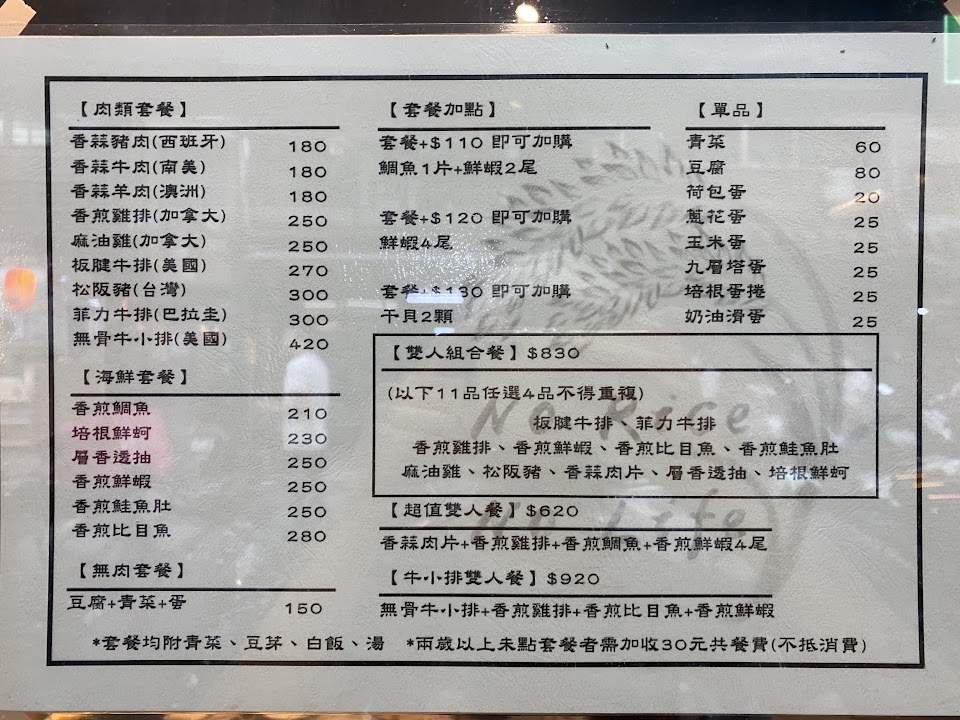 【肉類套餐】
香蒜豬肉(西班牙) 180
香蒜牛肉(南美) 180
香蒜羊肉(澳洲) 180
香煎雞排(加拿大) 250
麻油雞(加拿大) 250
板腱牛排(美國) 270
松阪豬(台灣) 300
菲力牛排(巴拉圭) 300
無骨牛小排(美國) 420
【海鮮套餐】
香煎鯛魚 210
培根鮮蚵 230
層香透抽 250
香煎鮮蝦 250
香煎鮭魚肚 250
香煎比目魚 280
【無肉套餐】
豆腐+青菜+蛋 150
【套餐加點】
套餐+$110 即可加購
鯛魚1片+鮮蝦2尾
套餐+$120 即可加購
鮮蝦4尾
套餐+$130 即可加購
干貝2顆
【單品】
青菜 60
豆腐 80
荷包蛋 20
蔥花蛋 25
玉米蛋 25
九層塔蛋 25
培根蛋捲 25
奶油滑蛋 25
【雙人組合餐】$830
(以下11品任選4品不得重複)
板腱牛排、菲力牛排
香煎雞排、香煎鮮蝦、香煎比目魚、香煎鮭魚肚
麻油雞、松阪豬、香蒜肉片、層香透抽、培根鮮蚵
【超值雙人餐】$620
香蒜肉片+香煎雞排+香煎鯛魚+香煎鮮蝦4尾
【牛小排雙人餐】$920
無骨牛小排+香煎雞排+香煎比目魚+香煎鮮蝦
*套餐均附青菜、豆芽、白飯、湯 *兩歲以上未點套餐者需加收30元共餐費(不抵消費)
No Rice
No Life